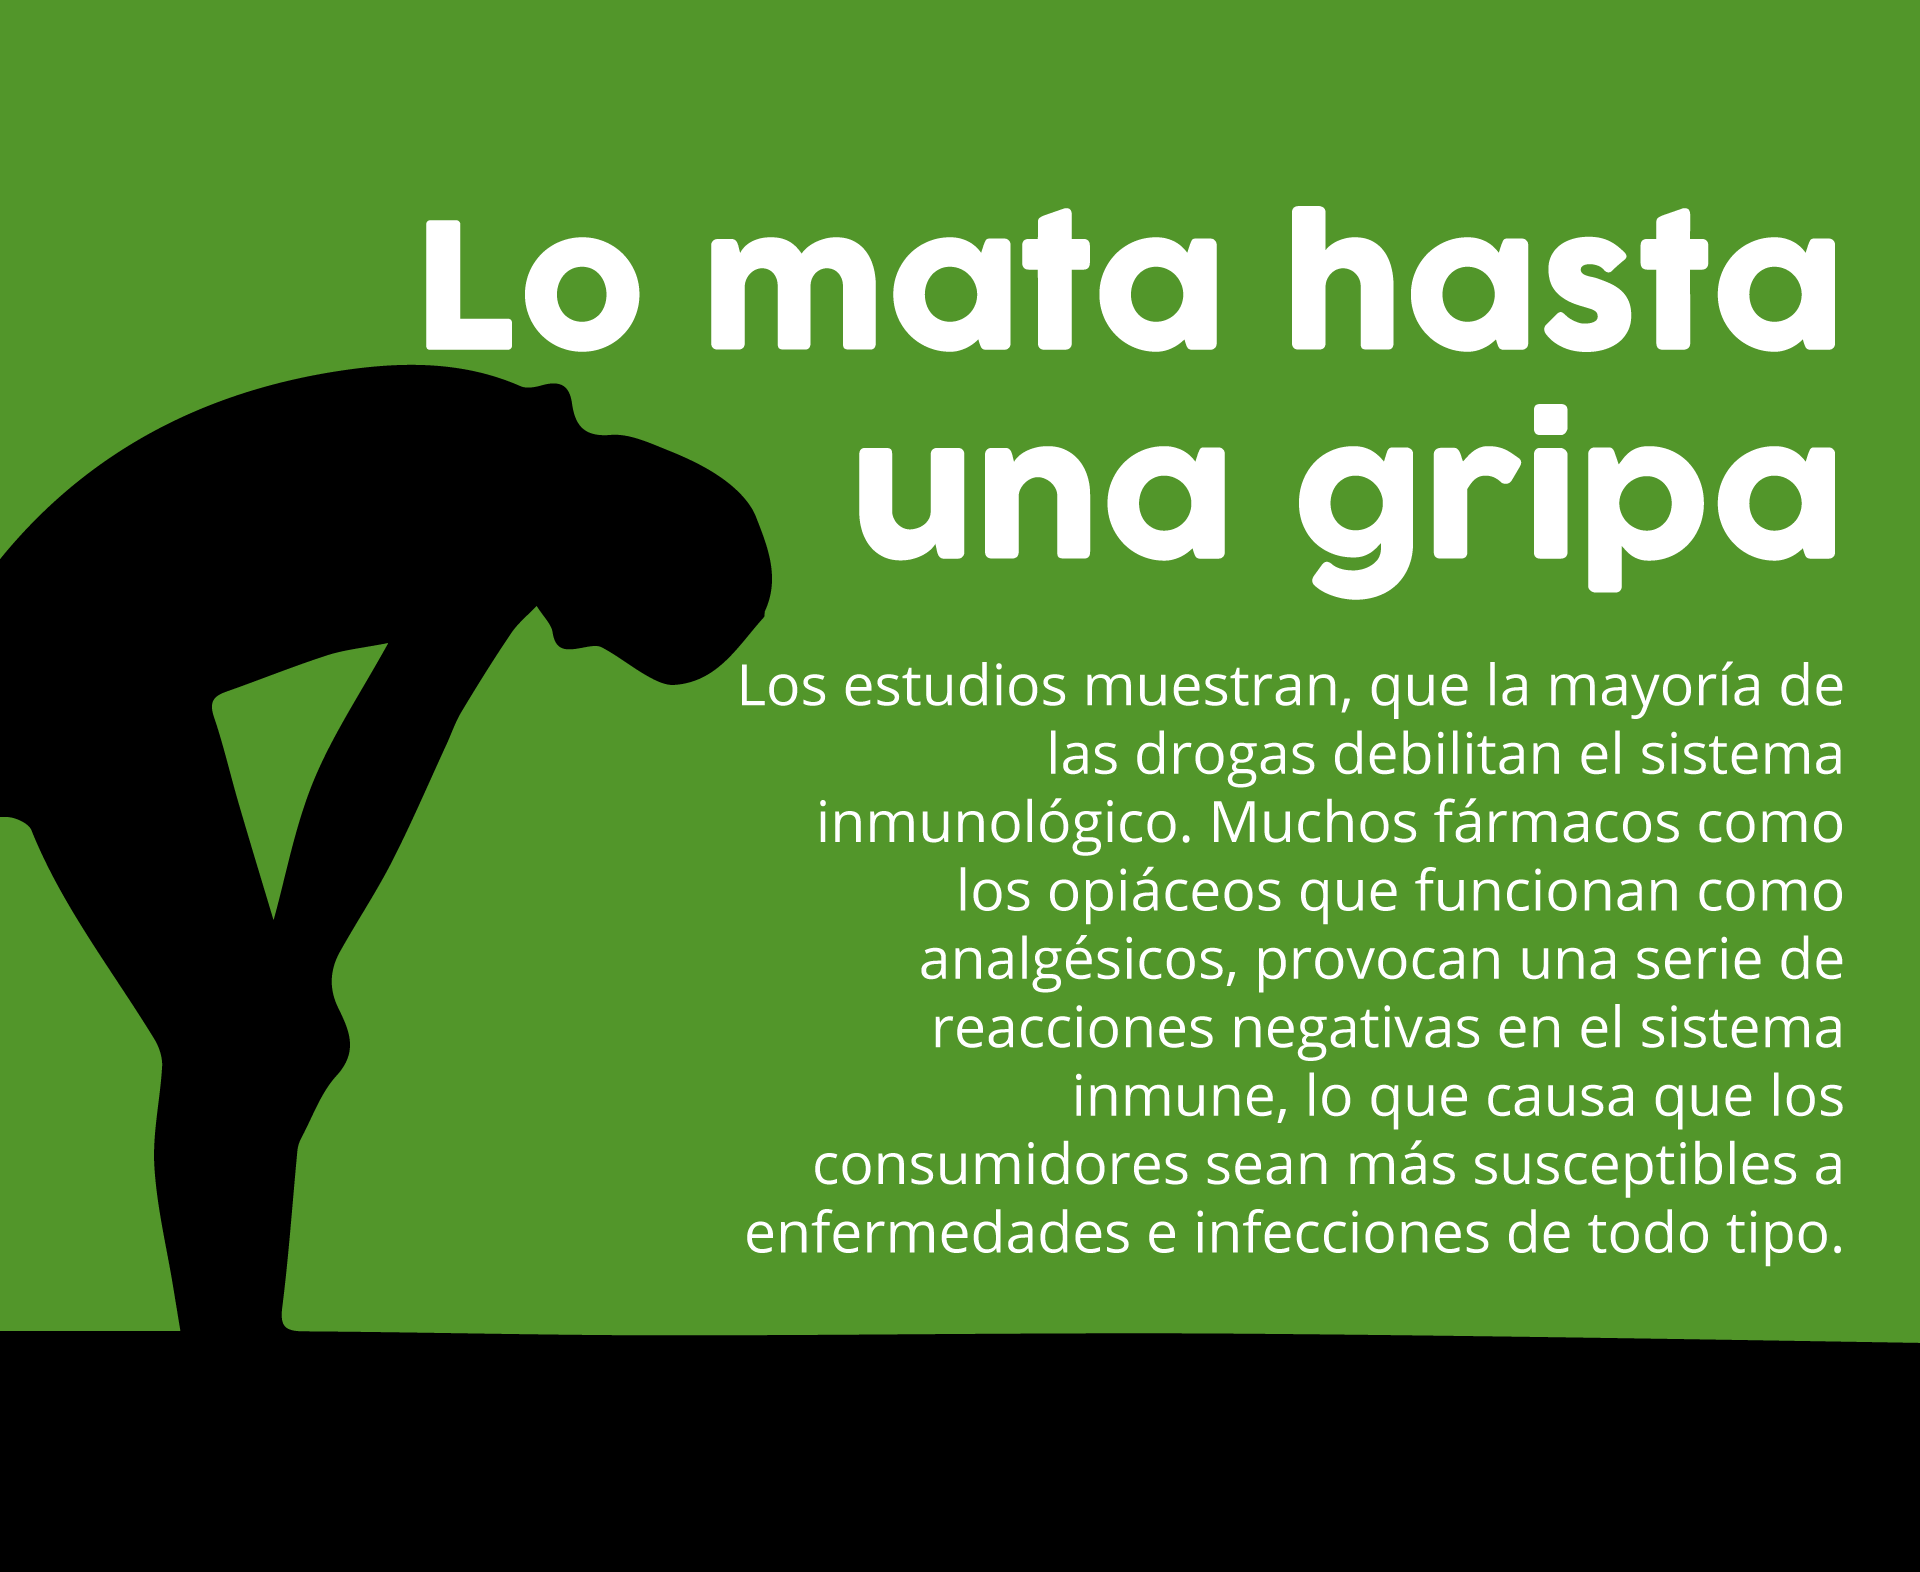 Lo mata hasta
una gripa
Los estudios muestran, que la mayoría de
las drogas debilitan el sistema
inmunológico. Muchos fármacos como
los opiáceos que funcionan como
analgésicos, provocan una serie de
reacciones negativas en el sistema
inmune, lo que causa que los
consumidores sean más susceptibles a
enfermedades e infecciones de todo tipo.